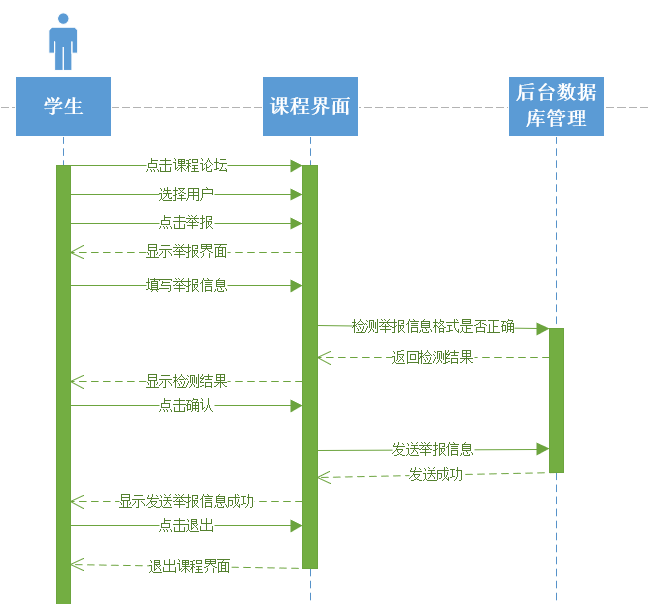 学生
课程界面
后台数据
库管理
点击课程论坛
选择用户
点击举报
显示举报界面
填写举报信息
检测举报信息格式是否正确
返回检测结果
显示检测结果
点击确认
发送举报信息
发送成功
显示发送举报信息成功
点击退出
退出课程界面